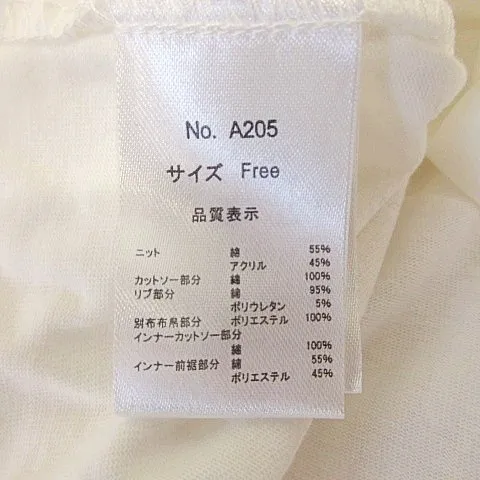 No. A205
サイズ Free
品質表示
ニット 綿 55%
アクリル 45%
カットソー部分 綿 100%
リブ部分 綿 95%
ポリウレタン 5%
別布布帛部分 ポリエステル 100%
インナーカットソー部分
綿 100%
インナー前裾部分 綿 55%
ポリエステル 45%